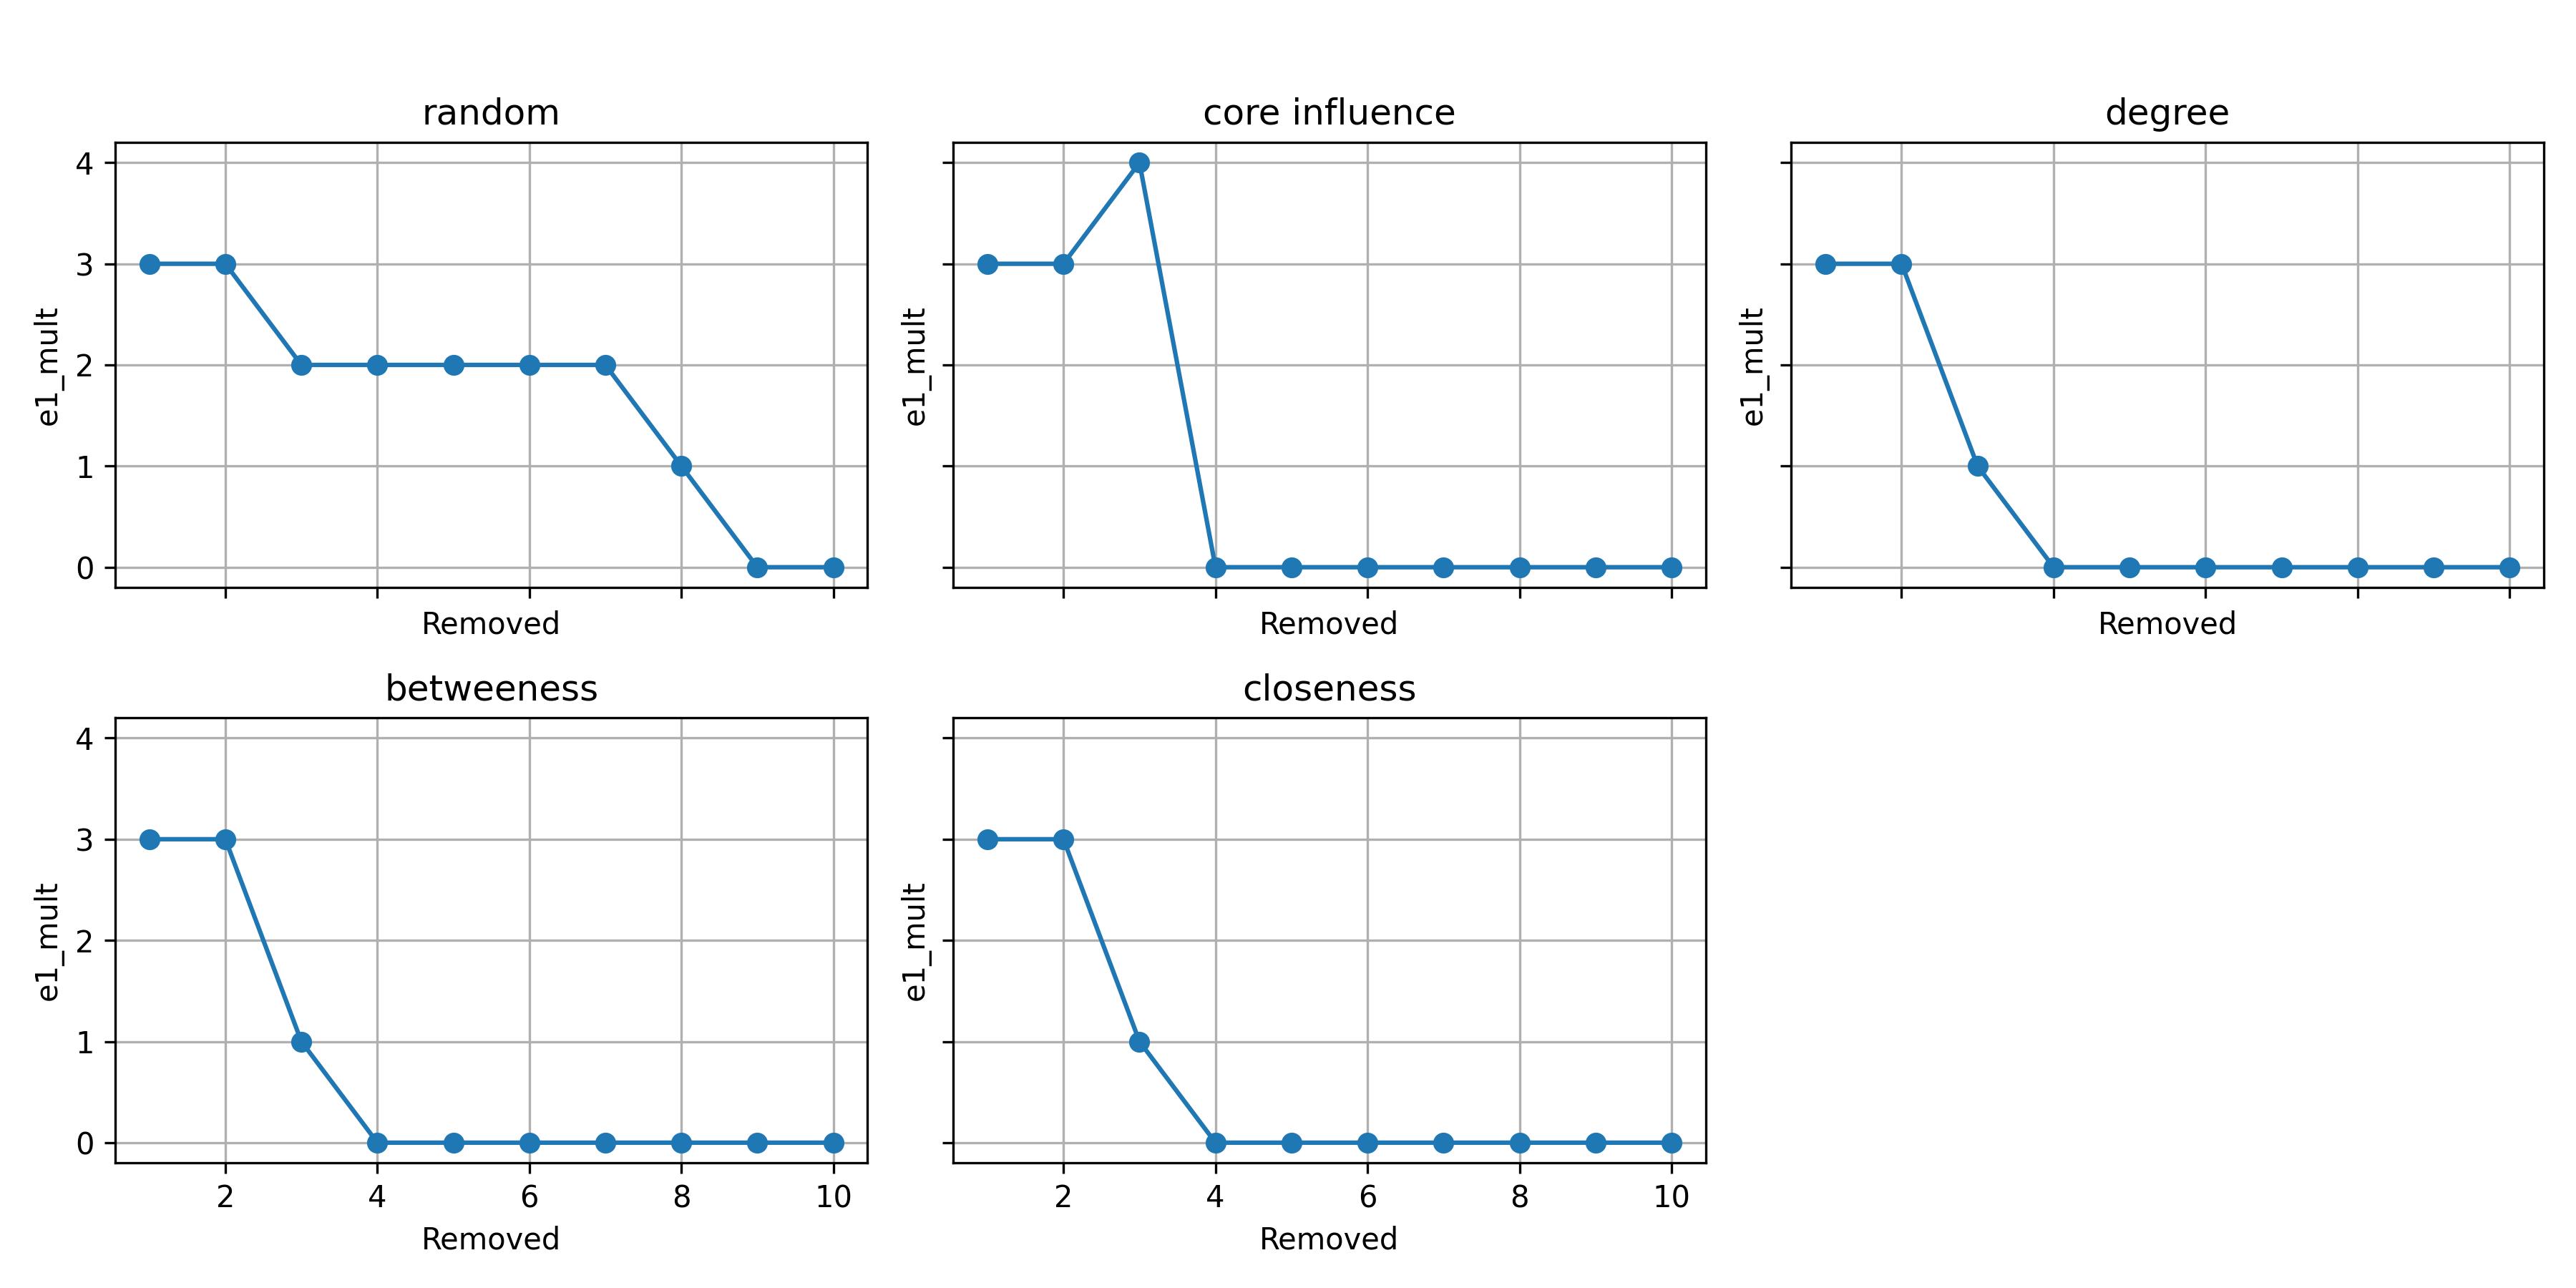 random
4
3
2
1
0
e1_mult
Removed
core influence
e1_mult
Removed
degree
e1_mult
Removed
betweeness
4
3
2
1
0
e1_mult
2 4 6 8 10
Removed
closeness
e1_mult
2 4 6 8 10
Removed